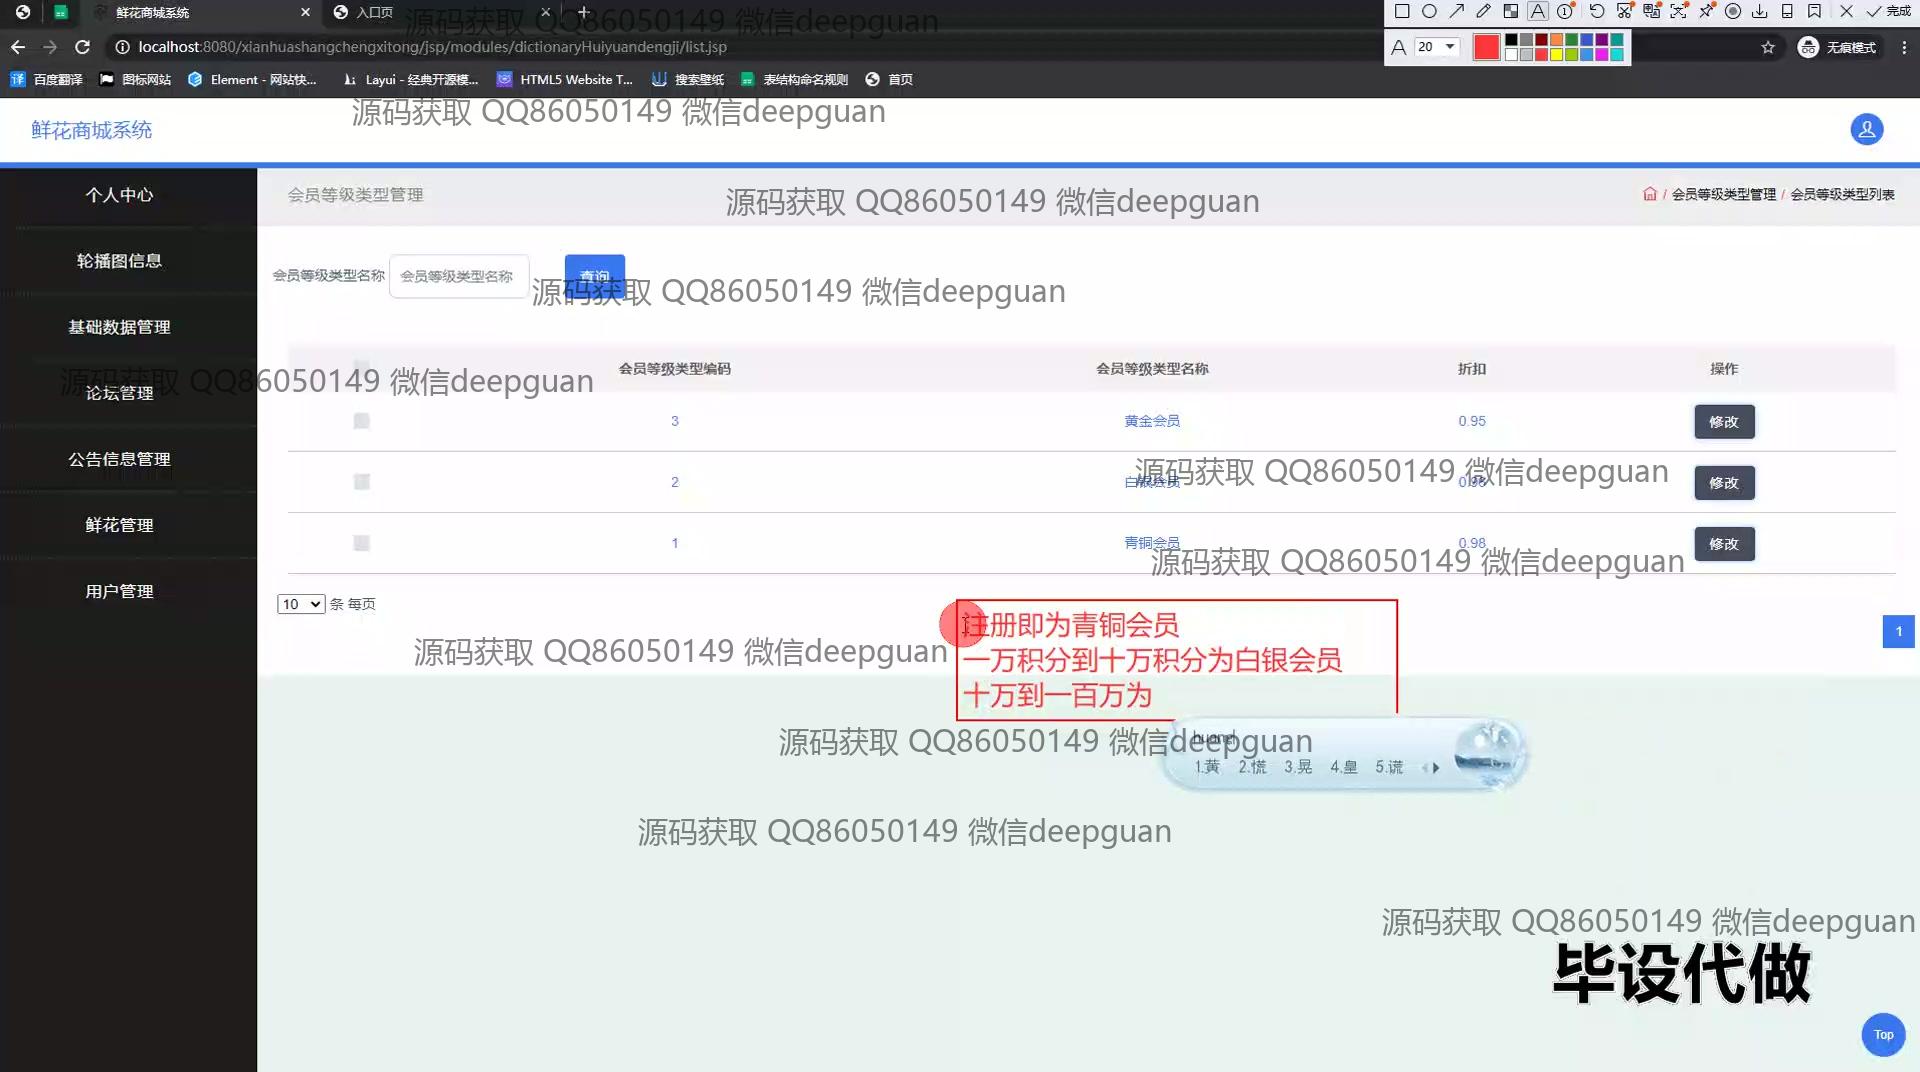 鲜花商城系统
入口页
完成
localhost:8080/xianhuashangchengxitong/jsp/modules/dictionaryHuiyuandengji/list.jsp
A 20
无痕模式
百度翻译
图标网站
Element - 网站快...
Layui - 经典开源模...
HTML5 Website T...
搜索壁纸
表结构命名规则
首页
源码获取 QQ86050149 微信deepguan
源码获取 QQ86050149 微信deepguan
鲜花商城系统
个人中心
轮播图信息
基础数据管理
论坛管理
公告信息管理
鲜花管理
用户管理
会员等级类型管理
源码获取 QQ86050149 微信deepguan
/ 会员等级类型管理 / 会员等级类型列表
会员等级类型名称 会员等级类型名称 查询
源码获取 QQ86050149 微信deepguan
会员等级类型编码 会员等级类型名称 折扣 操作
源码获取 QQ86050149 微信deepguan
3 黄金会员 0.95 修改
源码获取 QQ86050149 微信deepguan
2 白银会员 0.96 修改
1 青铜会员 0.98 修改
源码获取 QQ86050149 微信deepguan
10 条 每页
1
注册即为青铜会员
一万积分到十万积分为白银会员
十万到一百万为
源码获取 QQ86050149 微信deepguan
源码获取 QQ86050149 微信deepguan
1.黄 2.慌 3.晃 4.皇 5.谎
源码获取 QQ86050149 微信deepguan
源码获取 QQ86050149 微信deepguan
毕设代做
Top